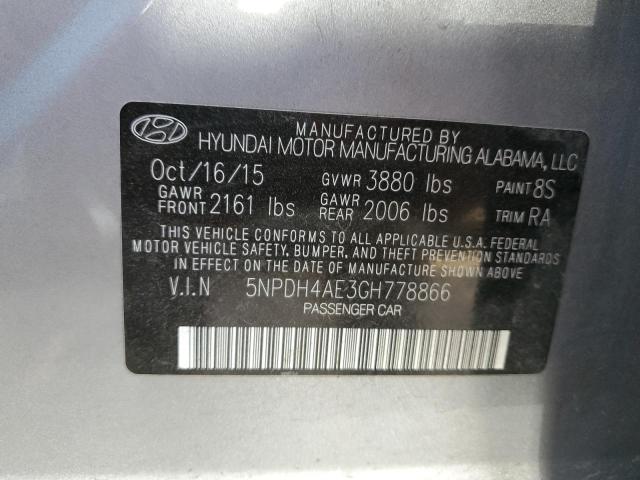 MANUFACTURED BY
HYUNDAI MOTOR MANUFACTURING ALABAMA, LLC
Oct/16/15 GVWR 3880 lbs PAINT 8S
GAWR FRONT 2161 lbs GAWR REAR 2006 lbs TRIM RA
THIS VEHICLE CONFORMS TO ALL APPLICABLE U.S.A. FEDERAL
MOTOR VEHICLE SAFETY, BUMPER, AND THEFT PREVENTION STANDARDS
IN EFFECT ON THE DATE OF MANUFACTURE SHOWN ABOVE.
V.I.N 5NPDH4AE3GH778866
PASSENGER CAR